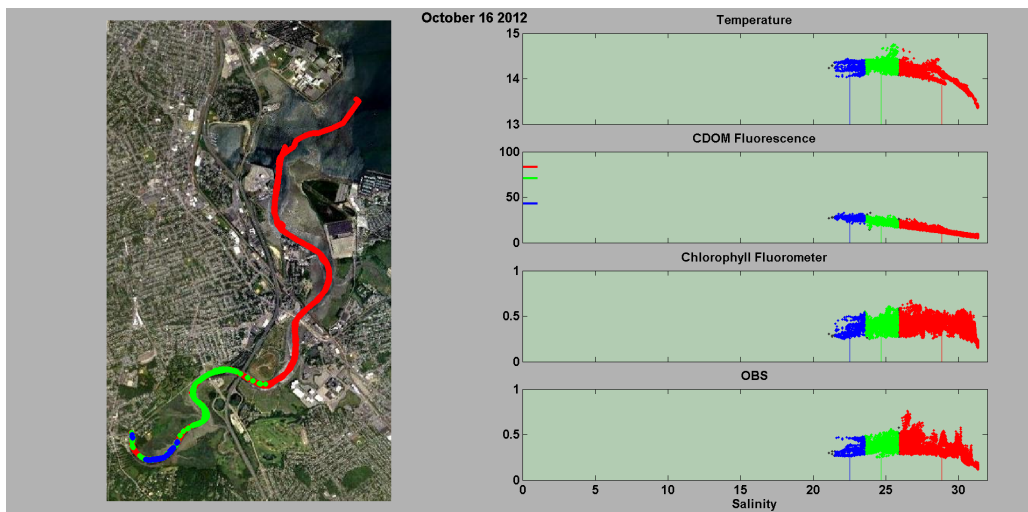 October 16 2012
Temperature
15
14
13
CDOM Fluorescence
100
50
0
Chlorophyll Fluorometer
1
0.5
0
OBS
1
0.5
0
0 5 10 15 20 25 30
Salinity